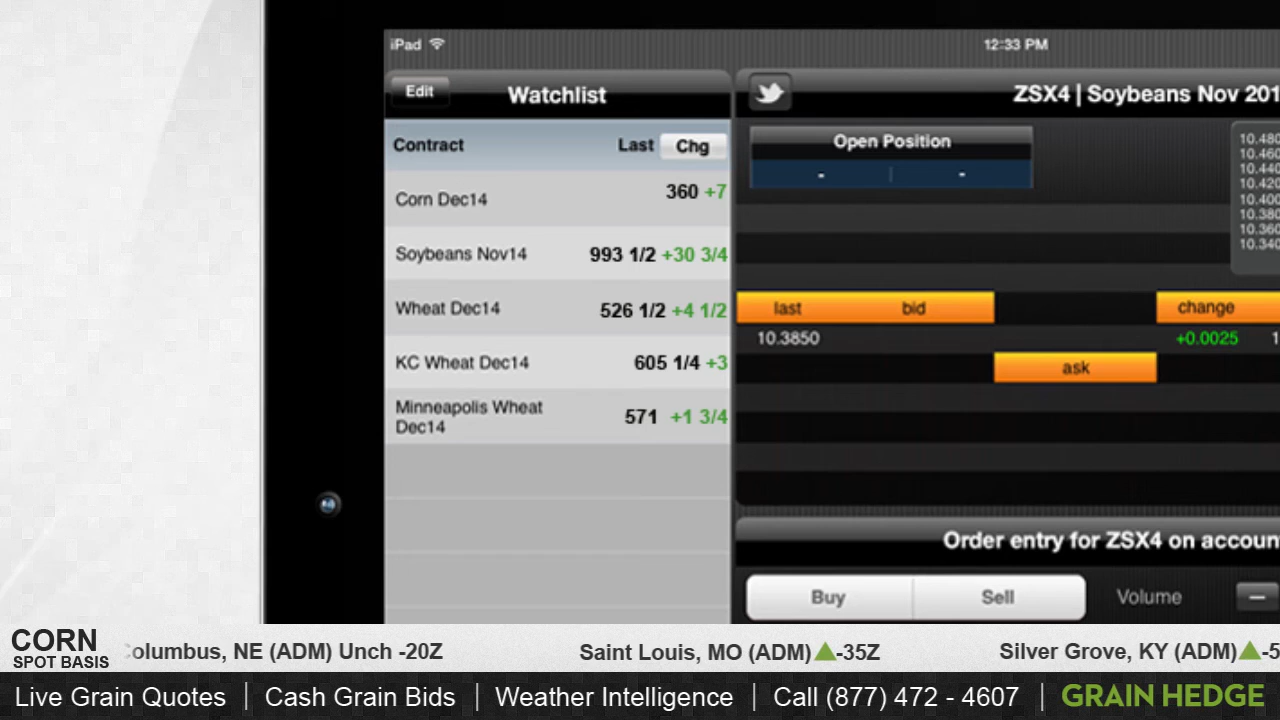 iPad 12:33 PM
Edit Watchlist ZSX4 | Soybeans Nov 201
Contract Last Chg
Open Position
- -
Corn Dec14 360 +7
Soybeans Nov14 993 1/2 +30 3/4
Wheat Dec14 526 1/2 +4 1/2
KC Wheat Dec14 605 1/4 +3
Minneapolis Wheat
Dec14 571 +1 3/4
10.480
10.460
10.440
10.420
10.400
10.380
10.360
10.340
last bid change
10.3850 +0.0025 1
ask
Order entry for ZSX4 on accoun
Buy Sell Volume −
CORN
SPOT BASIS
olumbus, NE (ADM) Unch -20Z Saint Louis, MO (ADM)▲-35Z Silver Grove, KY (ADM)▲-5
Live Grain Quotes | Cash Grain Bids | Weather Intelligence | Call (877) 472 - 4607 | GRAIN HEDGE